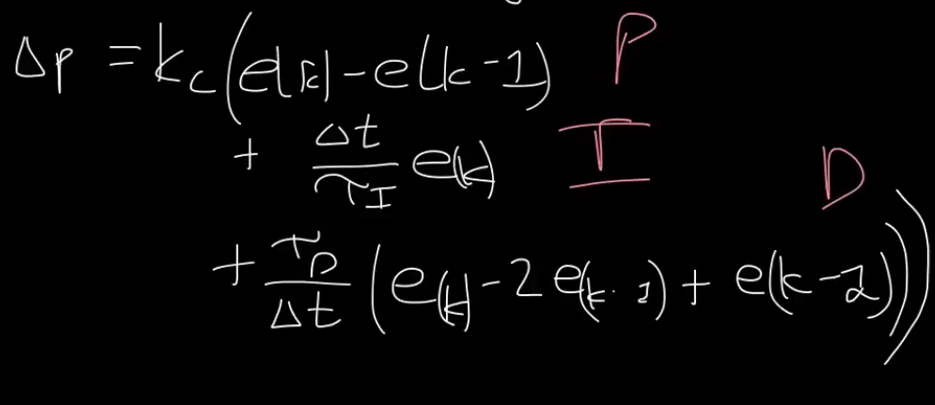 Δp = Kc(e(k) - e(k-1) P
+ Δt/τI e(k) I
D
+ τD/Δt (e(k) - 2e(k-1) + e(k-2)))